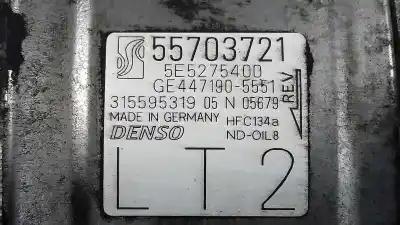 55703721
5E5275400
GE447190-5551
315595319 05 N 05679
REV
MADE IN GERMANY HFC134a
DENSO ND-OIL8
LT2